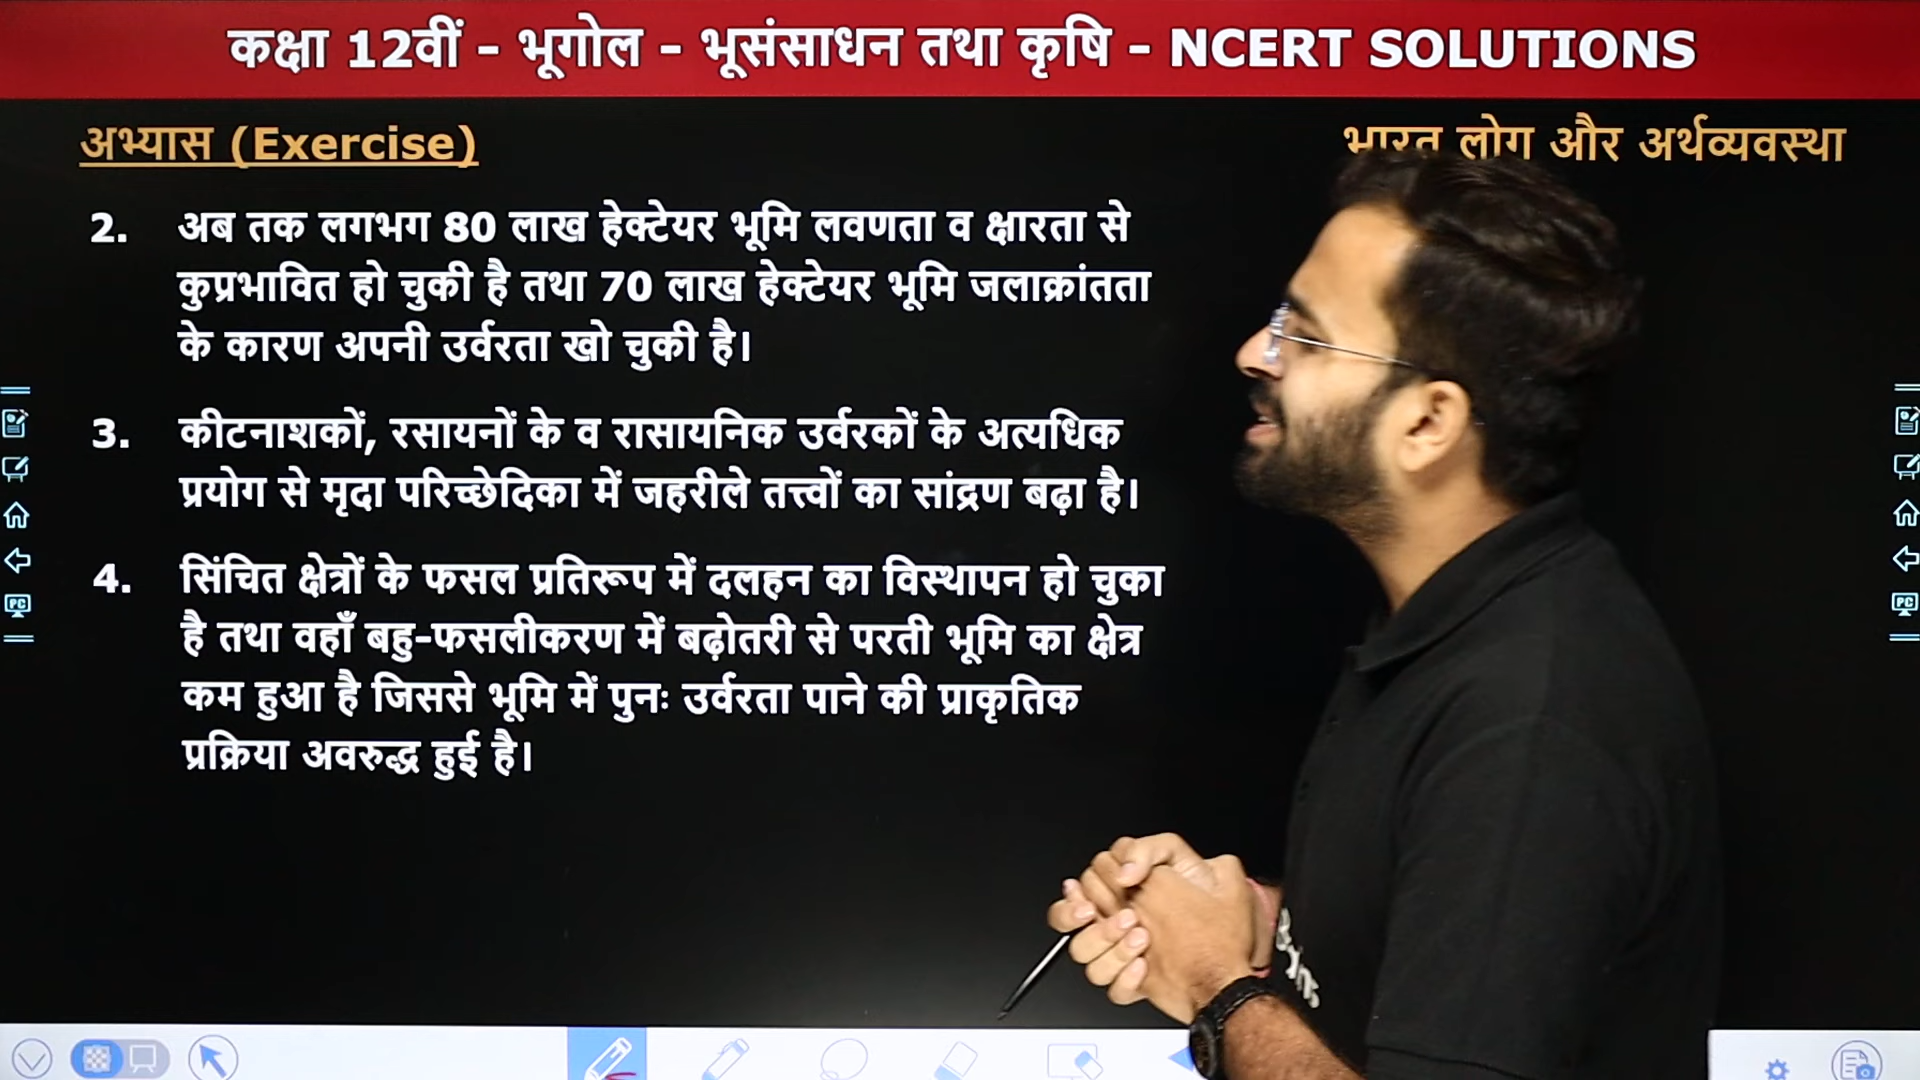 कक्षा 12वीं - भूगोल - भूसंसाधन तथा कृषि - NCERT SOLUTIONS
अभ्यास (Exercise)
भारत लोग और अर्थव्यवस्था
2. अब तक लगभग 80 लाख हेक्टेयर भूमि लवणता व क्षारता से
कुप्रभावित हो चुकी है तथा 70 लाख हेक्टेयर भूमि जलाक्रांतता
के कारण अपनी उर्वरता खो चुकी है।
3. कीटनाशकों, रसायनों के व रासायनिक उर्वरकों के अत्यधिक
प्रयोग से मृदा परिच्छेदिका में जहरीले तत्त्वों का सांद्रण बढ़ा है।
4. सिंचित क्षेत्रों के फसल प्रतिरूप में दलहन का विस्थापन हो चुका
है तथा वहाँ बहु-फसलीकरण में बढ़ोतरी से परती भूमि का क्षेत्र
कम हुआ है जिससे भूमि में पुनः उर्वरता पाने की प्राकृतिक
प्रक्रिया अवरुद्ध हुई है।
PC
PC